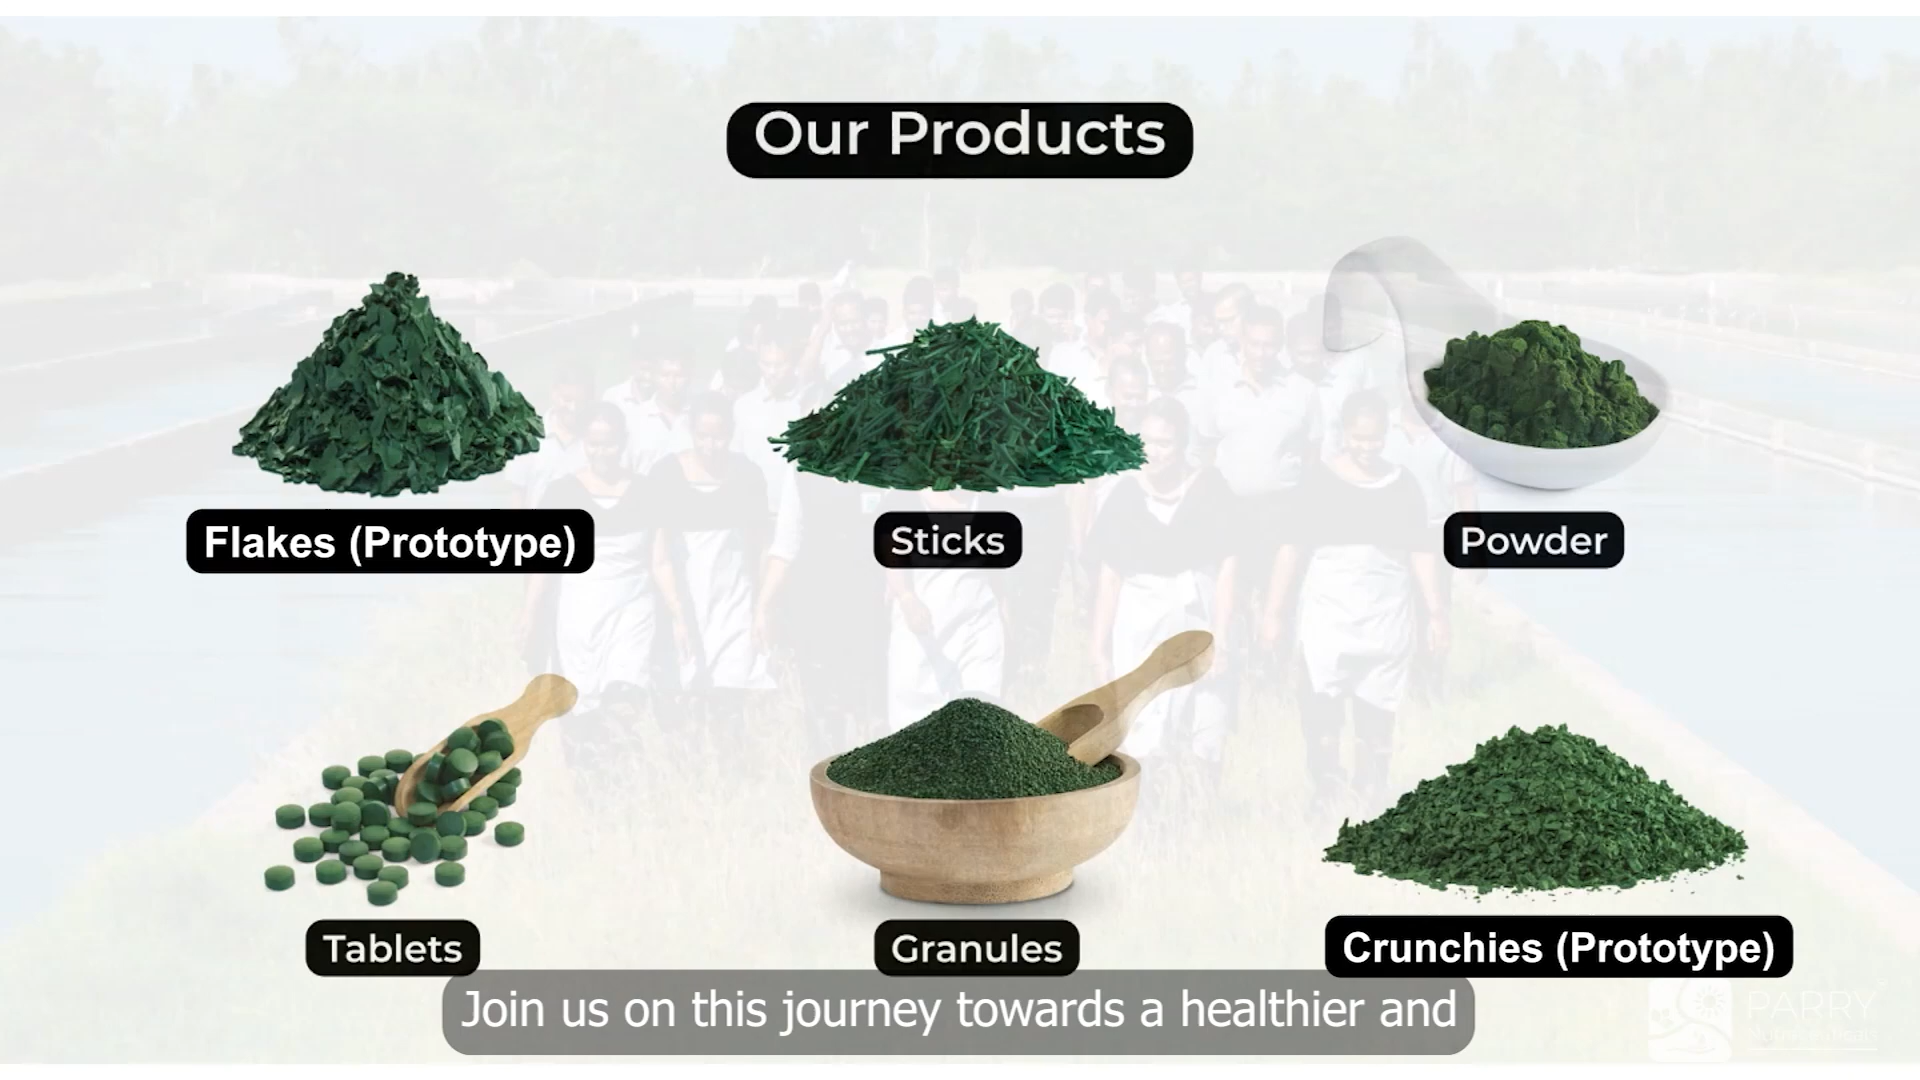 Our Products
Flakes (Prototype)
Sticks
Powder
Tablets
Granules
Crunchies (Prototype)
Join us on this journey towards a healthier and
PARRY